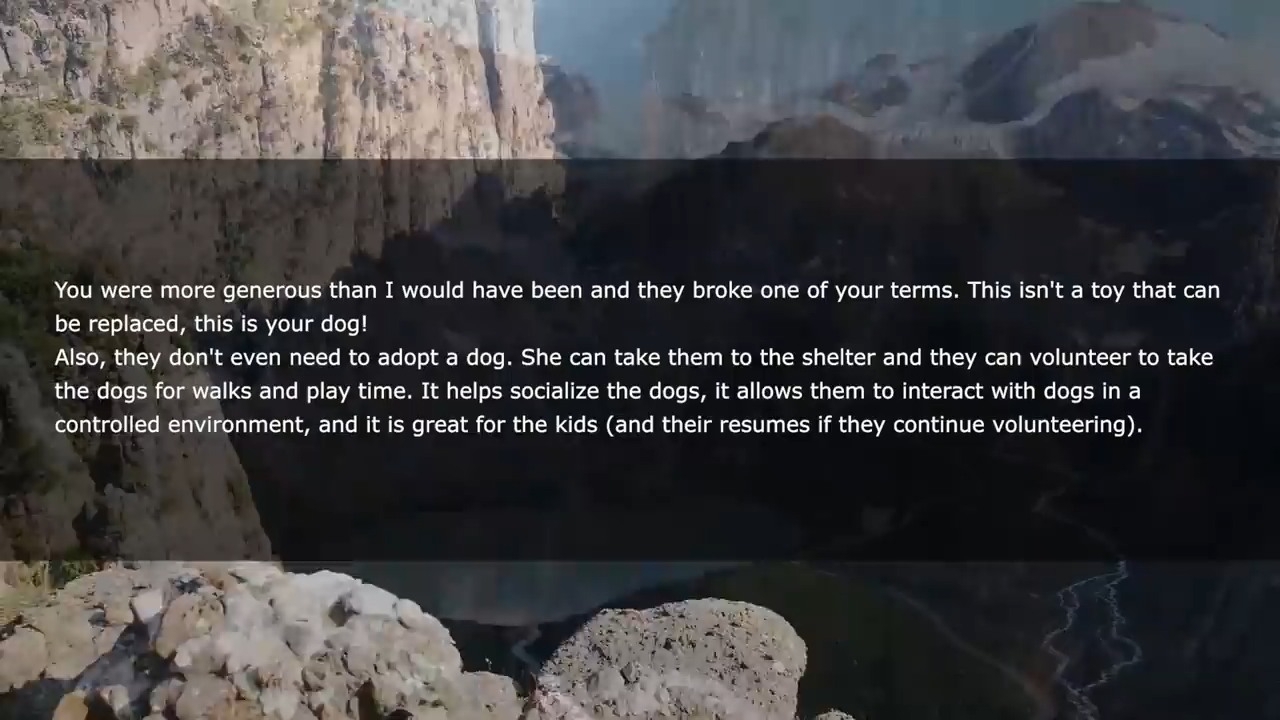 You were more generous than I would have been and they broke one of your terms. This isn't a toy that can
be replaced, this is your dog!
Also, they don't even need to adopt a dog. She can take them to the shelter and they can volunteer to take
the dogs for walks and play time. It helps socialize the dogs, it allows them to interact with dogs in a
controlled environment, and it is great for the kids (and their resumes if they continue volunteering).